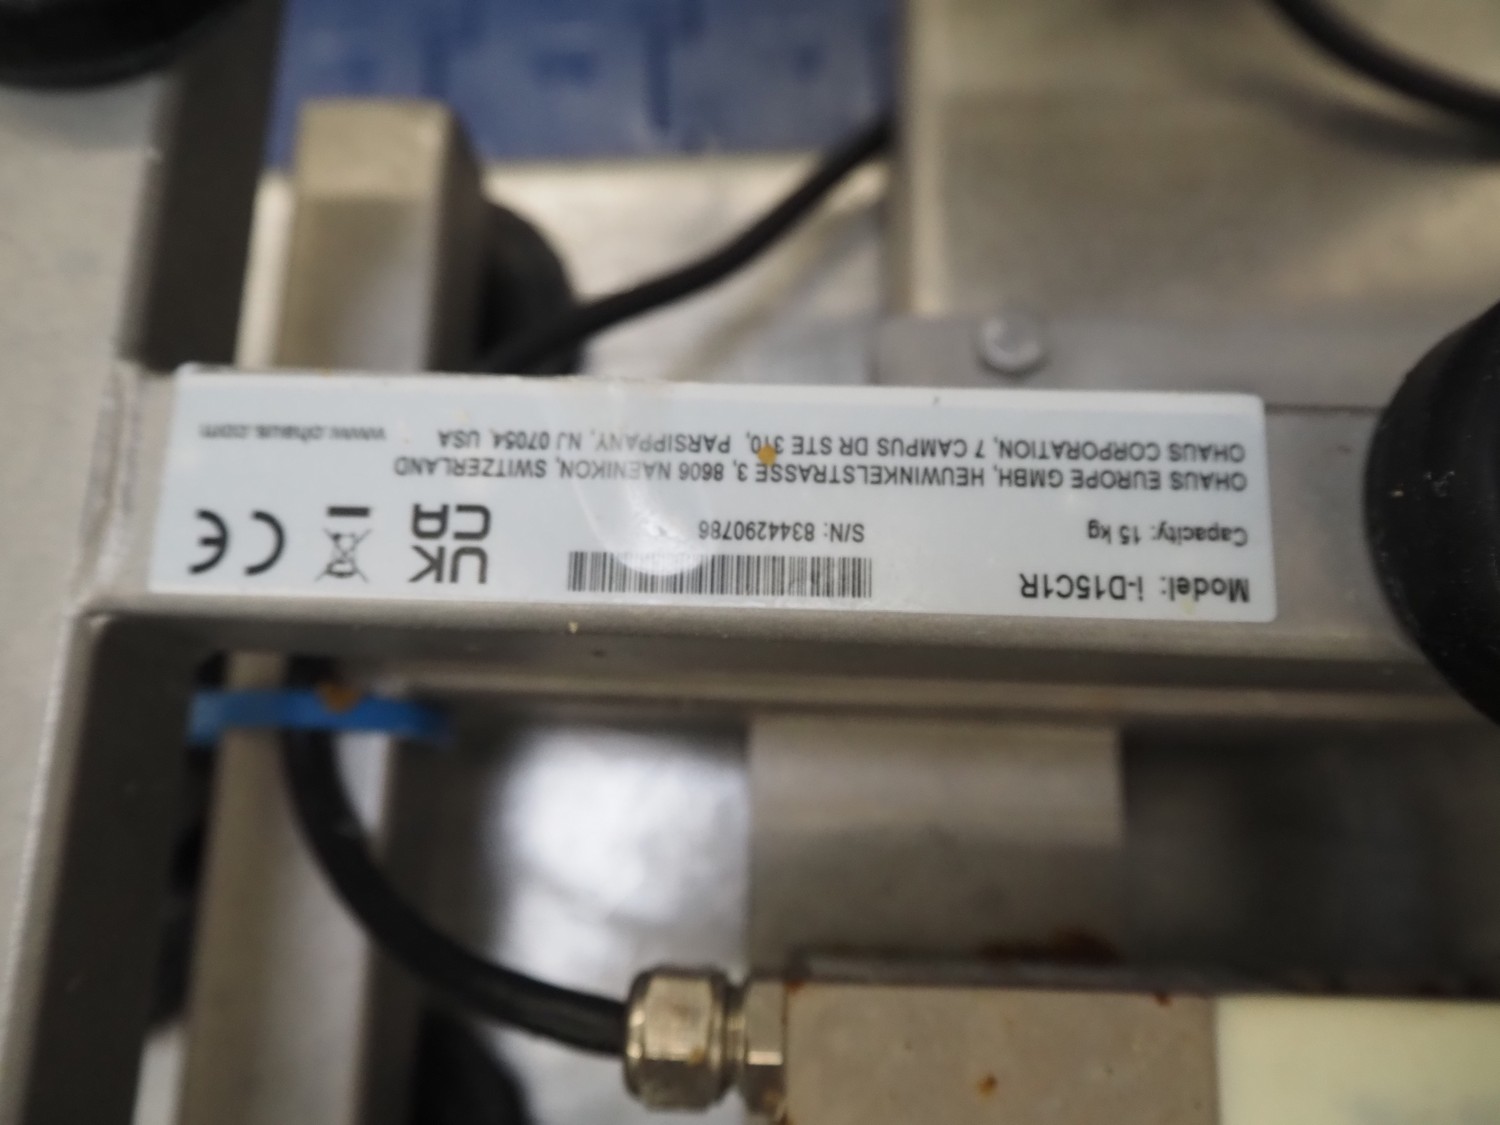 Model: i-D15C1R
Capacity: 15 kg
S/N: 8344290786
UK
CA
CE
OHAUS EUROPE GMBH, HEUWINKELSTRASSE 3, 8606 NAENIKON, SWITZERLAND
OHAUS CORPORATION, 7 CAMPUS DR STE 310, PARSIPPANY, NJ 07054, USA
www.ohaus.com